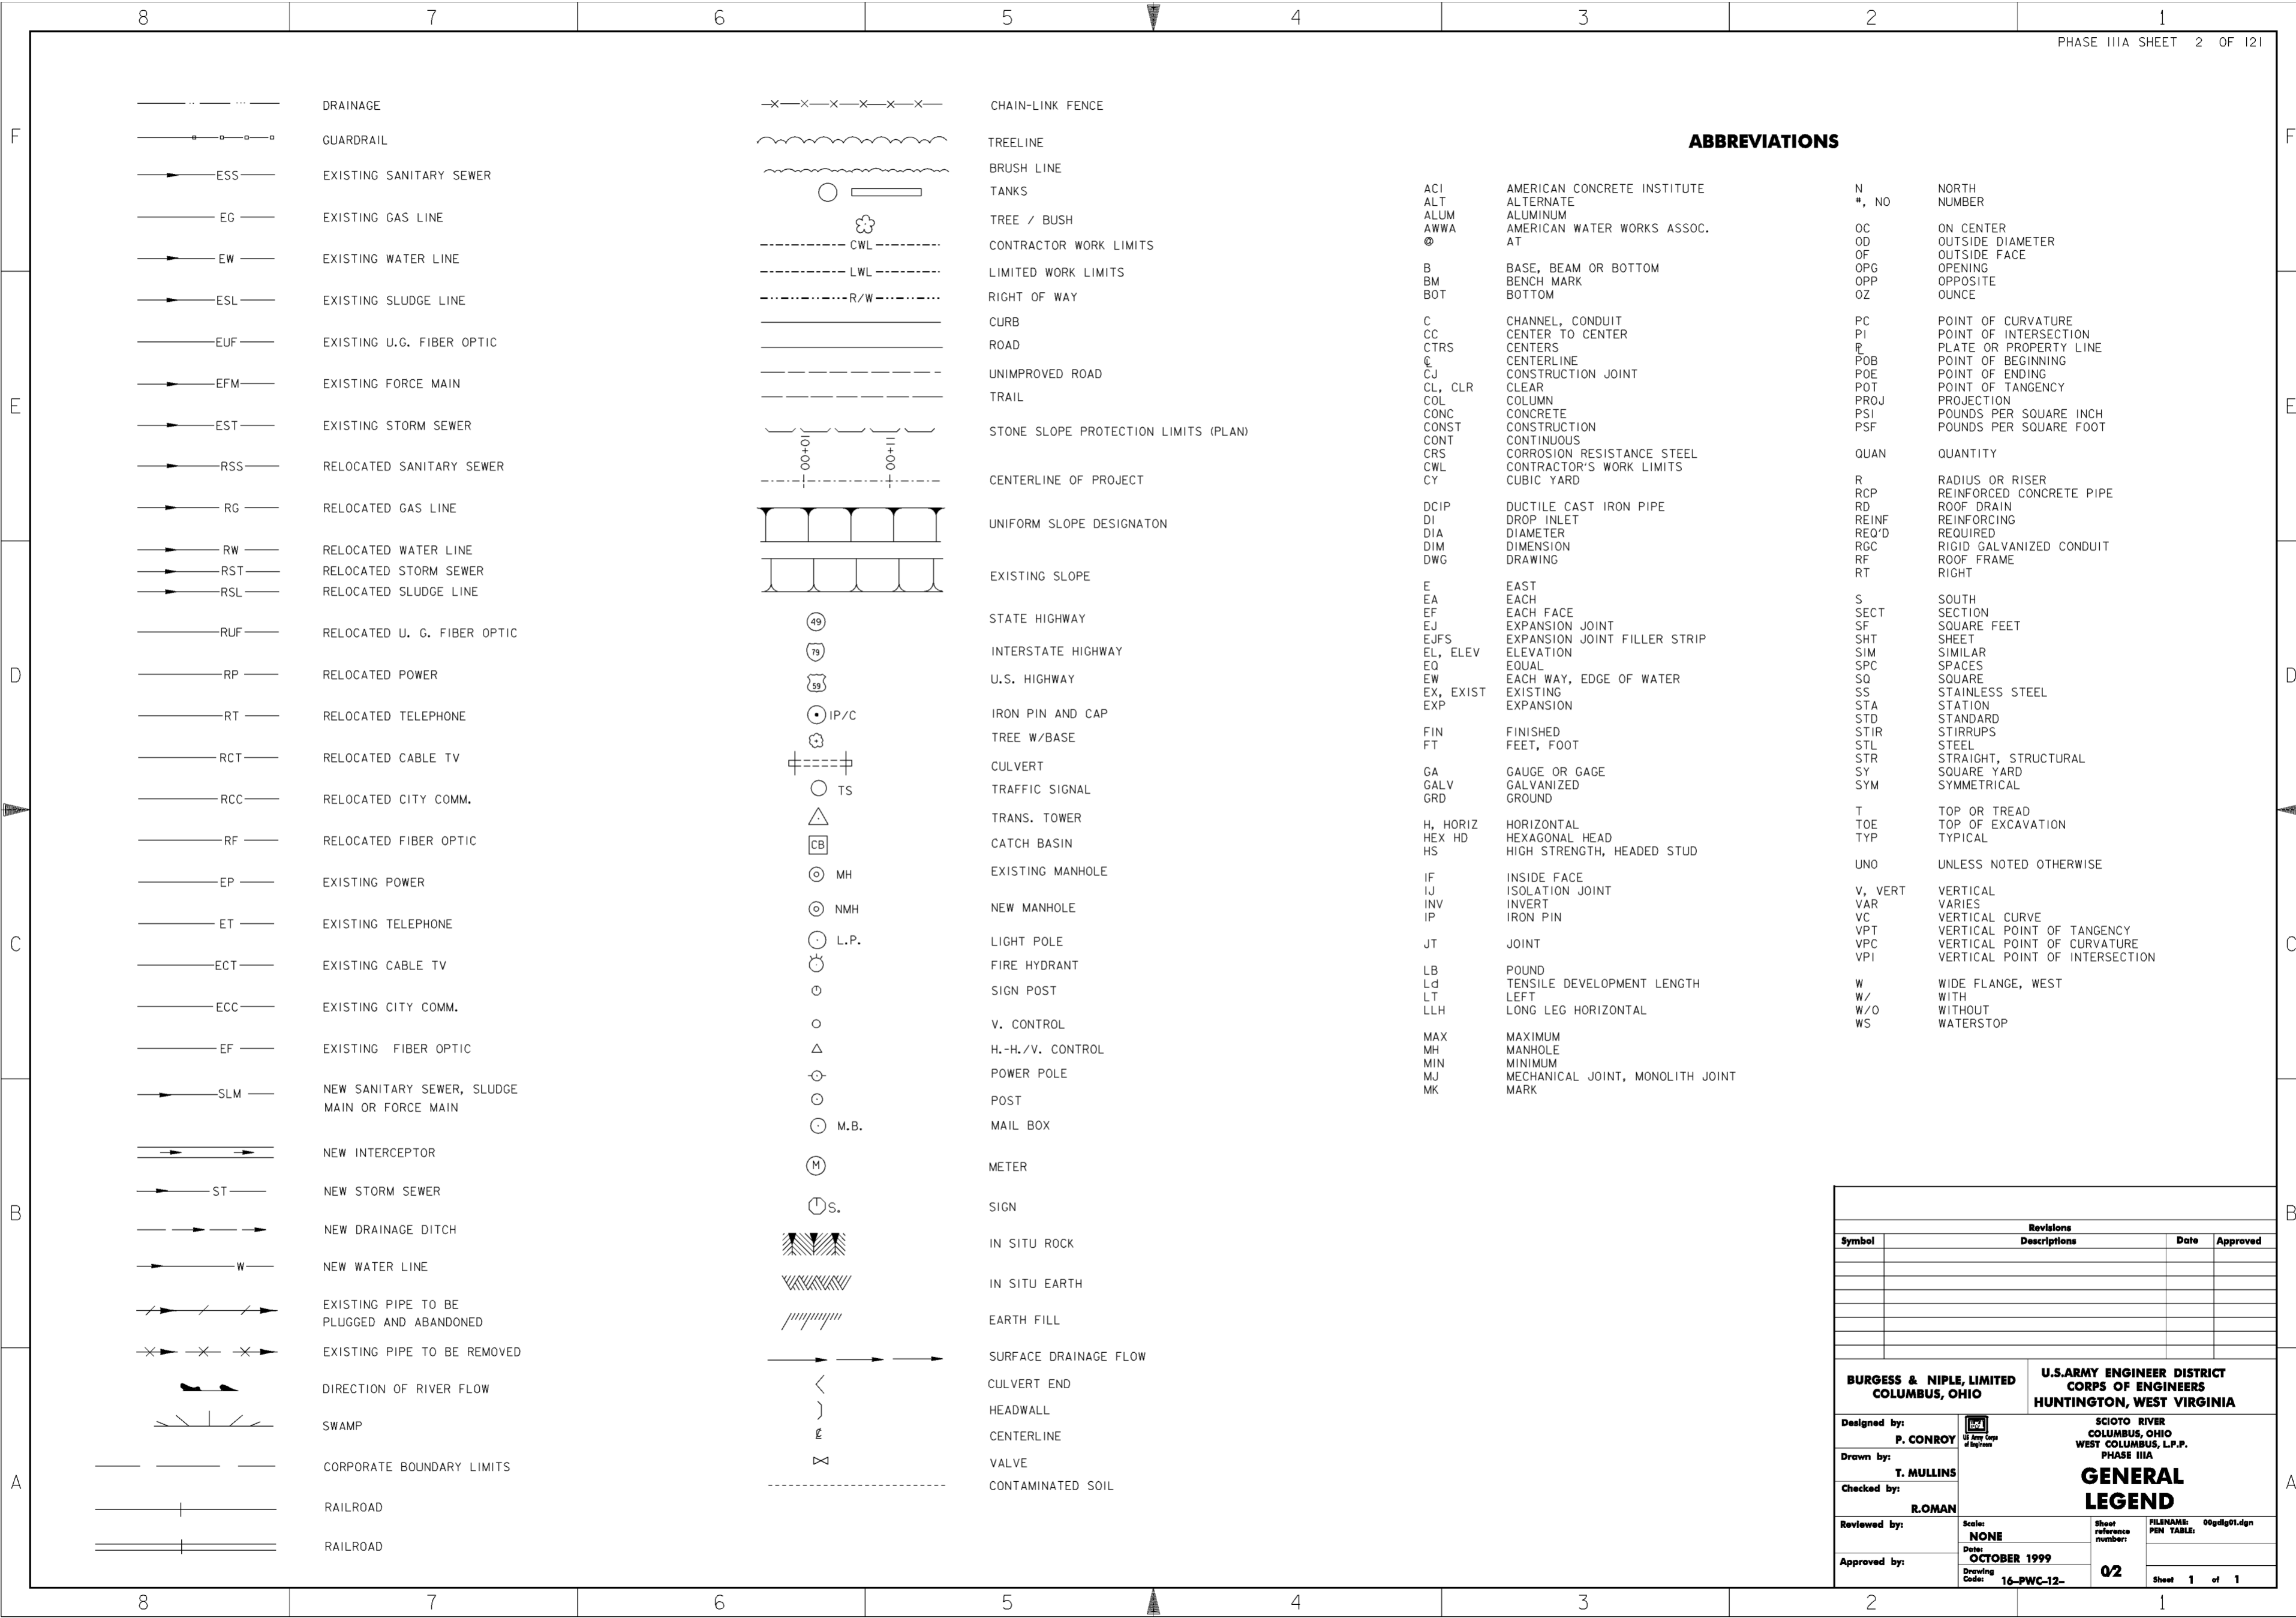 8 7 6 5 4 3 2 1
PHASE IIIA SHEET 2 OF 121
F
E
D
C
B
A
DRAINAGE
GUARDRAIL
ESS EXISTING SANITARY SEWER
EG EXISTING GAS LINE
EW EXISTING WATER LINE
ESL EXISTING SLUDGE LINE
EUF EXISTING U.G. FIBER OPTIC
EFM EXISTING FORCE MAIN
EST EXISTING STORM SEWER
RSS RELOCATED SANITARY SEWER
RG RELOCATED GAS LINE
RW RELOCATED WATER LINE
RST RELOCATED STORM SEWER
RSL RELOCATED SLUDGE LINE
RUF RELOCATED U. G. FIBER OPTIC
RP RELOCATED POWER
RT RELOCATED TELEPHONE
RCT RELOCATED CABLE TV
RCC RELOCATED CITY COMM.
RF RELOCATED FIBER OPTIC
EP EXISTING POWER
ET EXISTING TELEPHONE
ECT EXISTING CABLE TV
ECC EXISTING CITY COMM.
EF EXISTING FIBER OPTIC
SLM NEW SANITARY SEWER, SLUDGE
MAIN OR FORCE MAIN
NEW INTERCEPTOR
ST NEW STORM SEWER
NEW DRAINAGE DITCH
W NEW WATER LINE
EXISTING PIPE TO BE
PLUGGED AND ABANDONED
EXISTING PIPE TO BE REMOVED
DIRECTION OF RIVER FLOW
SWAMP
CORPORATE BOUNDARY LIMITS
RAILROAD
RAILROAD
CHAIN-LINK FENCE
TREELINE
BRUSH LINE
TANKS
TREE / BUSH
CWL CONTRACTOR WORK LIMITS
LWL LIMITED WORK LIMITS
R/W RIGHT OF WAY
CURB
ROAD
UNIMPROVED ROAD
TRAIL
STONE SLOPE PROTECTION LIMITS (PLAN)
10+00 11+00
CENTERLINE OF PROJECT
UNIFORM SLOPE DESIGNATON
EXISTING SLOPE
49 STATE HIGHWAY
79 INTERSTATE HIGHWAY
59 U.S. HIGHWAY
IP/C IRON PIN AND CAP
TREE W/BASE
CULVERT
TS TRAFFIC SIGNAL
TRANS. TOWER
CB CATCH BASIN
MH EXISTING MANHOLE
NMH NEW MANHOLE
L.P. LIGHT POLE
FIRE HYDRANT
SIGN POST
V. CONTROL
H.-H./V. CONTROL
POWER POLE
POST
M.B. MAIL BOX
M METER
S. SIGN
IN SITU ROCK
IN SITU EARTH
EARTH FILL
SURFACE DRAINAGE FLOW
CULVERT END
HEADWALL
℄ CENTERLINE
VALVE
CONTAMINATED SOIL
ABBREVIATIONS
ACI AMERICAN CONCRETE INSTITUTE
ALT ALTERNATE
ALUM ALUMINUM
AWWA AMERICAN WATER WORKS ASSOC.
@ AT
B BASE, BEAM OR BOTTOM
BM BENCH MARK
BOT BOTTOM
C CHANNEL, CONDUIT
CC CENTER TO CENTER
CTRS CENTERS
℄ CENTERLINE
CJ CONSTRUCTION JOINT
CL, CLR CLEAR
COL COLUMN
CONC CONCRETE
CONST CONSTRUCTION
CONT CONTINUOUS
CRS CORROSION RESISTANCE STEEL
CWL CONTRACTOR'S WORK LIMITS
CY CUBIC YARD
DCIP DUCTILE CAST IRON PIPE
DI DROP INLET
DIA DIAMETER
DIM DIMENSION
DWG DRAWING
E EAST
EA EACH
EF EACH FACE
EJ EXPANSION JOINT
EJFS EXPANSION JOINT FILLER STRIP
EL, ELEV ELEVATION
EQ EQUAL
EW EACH WAY, EDGE OF WATER
EX, EXIST EXISTING
EXP EXPANSION
FIN FINISHED
FT FEET, FOOT
GA GAUGE OR GAGE
GALV GALVANIZED
GRD GROUND
H, HORIZ HORIZONTAL
HEX HD HEXAGONAL HEAD
HS HIGH STRENGTH, HEADED STUD
IF INSIDE FACE
IJ ISOLATION JOINT
INV INVERT
IP IRON PIN
JT JOINT
LB POUND
Ld TENSILE DEVELOPMENT LENGTH
LT LEFT
LLH LONG LEG HORIZONTAL
MAX MAXIMUM
MH MANHOLE
MIN MINIMUM
MJ MECHANICAL JOINT, MONOLITH JOINT
MK MARK
N NORTH
#, NO NUMBER
OC ON CENTER
OD OUTSIDE DIAMETER
OF OUTSIDE FACE
OPG OPENING
OPP OPPOSITE
OZ OUNCE
PC POINT OF CURVATURE
PI POINT OF INTERSECTION
PL PLATE OR PROPERTY LINE
POB POINT OF BEGINNING
POE POINT OF ENDING
POT POINT OF TANGENCY
PROJ PROJECTION
PSI POUNDS PER SQUARE INCH
PSF POUNDS PER SQUARE FOOT
QUAN QUANTITY
R RADIUS OR RISER
RCP REINFORCED CONCRETE PIPE
RD ROOF DRAIN
REINF REINFORCING
REQ'D REQUIRED
RGC RIGID GALVANIZED CONDUIT
RF ROOF FRAME
RT RIGHT
S SOUTH
SECT SECTION
SF SQUARE FEET
SHT SHEET
SIM SIMILAR
SPC SPACES
SQ SQUARE
SS STAINLESS STEEL
STA STATION
STD STANDARD
STIR STIRRUPS
STL STEEL
STR STRAIGHT, STRUCTURAL
SY SQUARE YARD
SYM SYMMETRICAL
T TOP OR TREAD
TOE TOP OF EXCAVATION
TYP TYPICAL
UNO UNLESS NOTED OTHERWISE
V, VERT VERTICAL
VAR VARIES
VC VERTICAL CURVE
VPT VERTICAL POINT OF TANGENCY
VPC VERTICAL POINT OF CURVATURE
VPI VERTICAL POINT OF INTERSECTION
W WIDE FLANGE, WEST
W/ WITH
W/O WITHOUT
WS WATERSTOP
F
E
D
C
B
A
Revisions
Symbol Descriptions Date Approved
BURGESS & NIPLE, LIMITED
COLUMBUS, OHIO
U.S.ARMY ENGINEER DISTRICT
CORPS OF ENGINEERS
HUNTINGTON, WEST VIRGINIA
Designed by:
P. CONROY
US Army Corps
of Engineers
Drawn by:
T. MULLINS
Checked by:
R.OMAN
SCIOTO RIVER
COLUMBUS, OHIO
WEST COLUMBUS, L.P.P.
PHASE IIIA
GENERAL
LEGEND
Reviewed by:
Approved by:
Scale:
NONE
Date:
OCTOBER 1999
Drawing
Code: 16-PWC-12-
Sheet
reference
number:
0/2
FILENAME: 00gdlg01.dgn
PEN TABLE:
Sheet 1 of 1
8 7 6 5 4 3 2 1